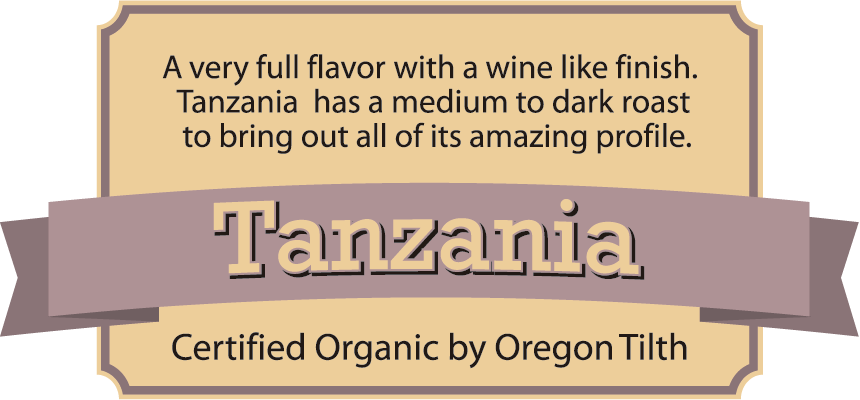 A very full flavor with a wine like finish.
Tanzania has a medium to dark roast
to bring out all of its amazing profile.
Tanzania
Certified Organic by Oregon Tilth